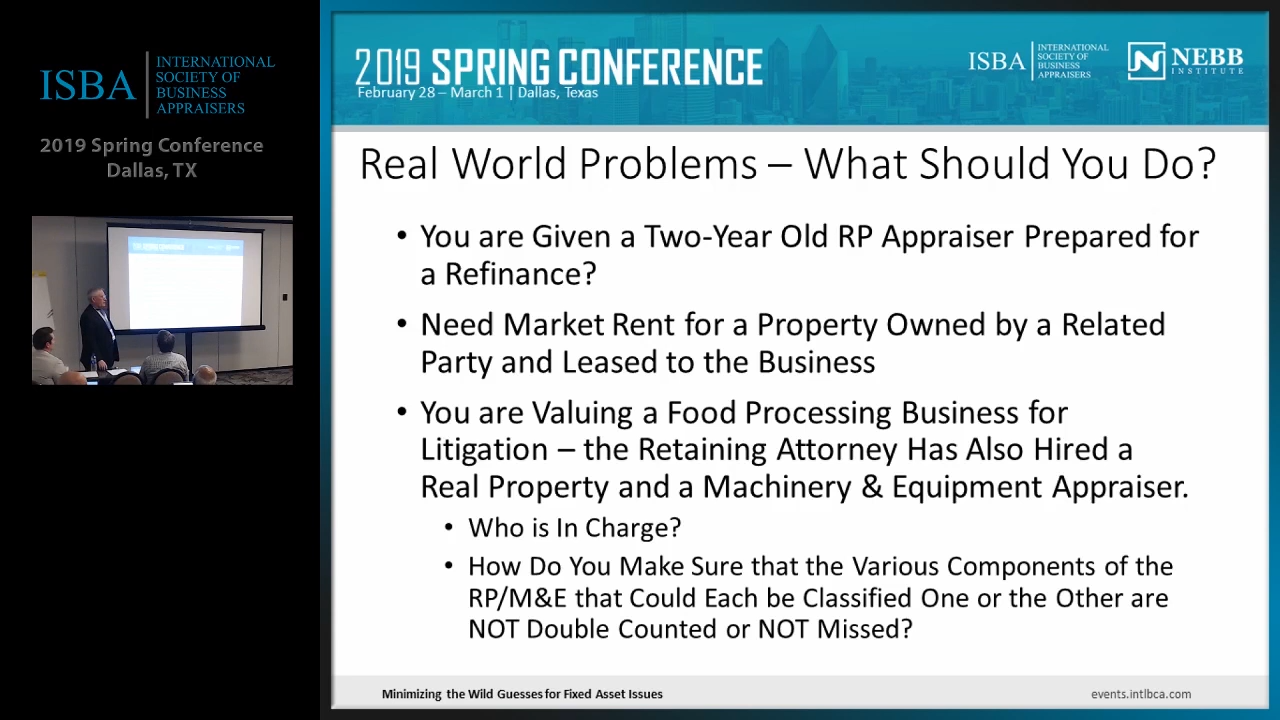 ISBA
INTERNATIONAL
SOCIETY OF
BUSINESS
APPRAISERS
2019 Spring Conference
Dallas, TX
2019 SPRING CONFERENCE
February 28 – March 1 | Dallas, Texas
ISBA
INTERNATIONAL
SOCIETY OF
BUSINESS
APPRAISERS
NEBB
INSTITUTE
Real World Problems – What Should You Do?
• You are Given a Two-Year Old RP Appraiser Prepared for
a Refinance?
• Need Market Rent for a Property Owned by a Related
Party and Leased to the Business
• You are Valuing a Food Processing Business for
Litigation – the Retaining Attorney Has Also Hired a
Real Property and a Machinery & Equipment Appraiser.
• Who is In Charge?
• How Do You Make Sure that the Various Components of the
RP/M&E that Could Each be Classified One or the Other are
NOT Double Counted or NOT Missed?
Minimizing the Wild Guesses for Fixed Asset Issues
events.intlbca.com